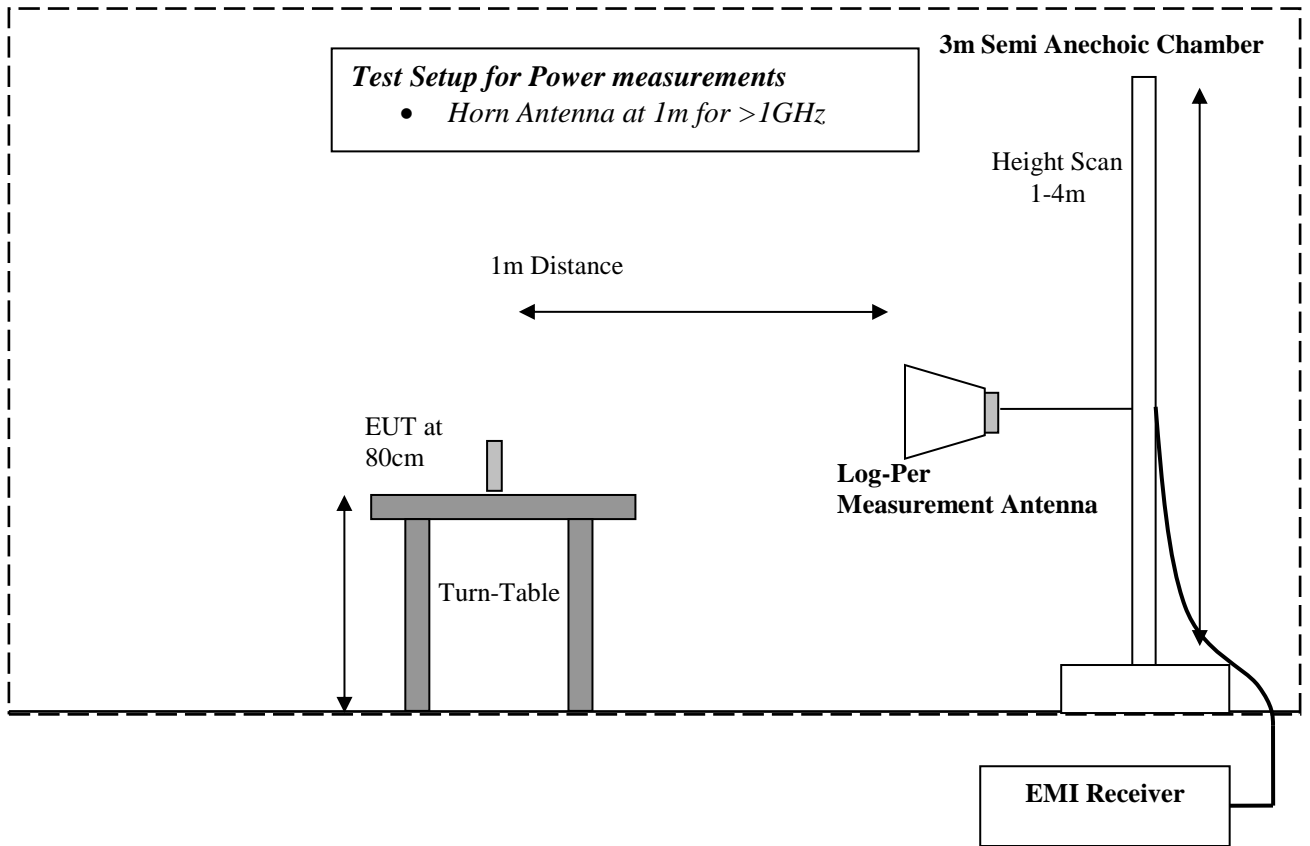 3m Semi Anechoic Chamber
Test Setup for Power measurements
• Horn Antenna at 1m for >1GHz
Height Scan
1-4m
1m Distance
EUT at
80cm
Log-Per
Measurement Antenna
Turn-Table
EMI Receiver